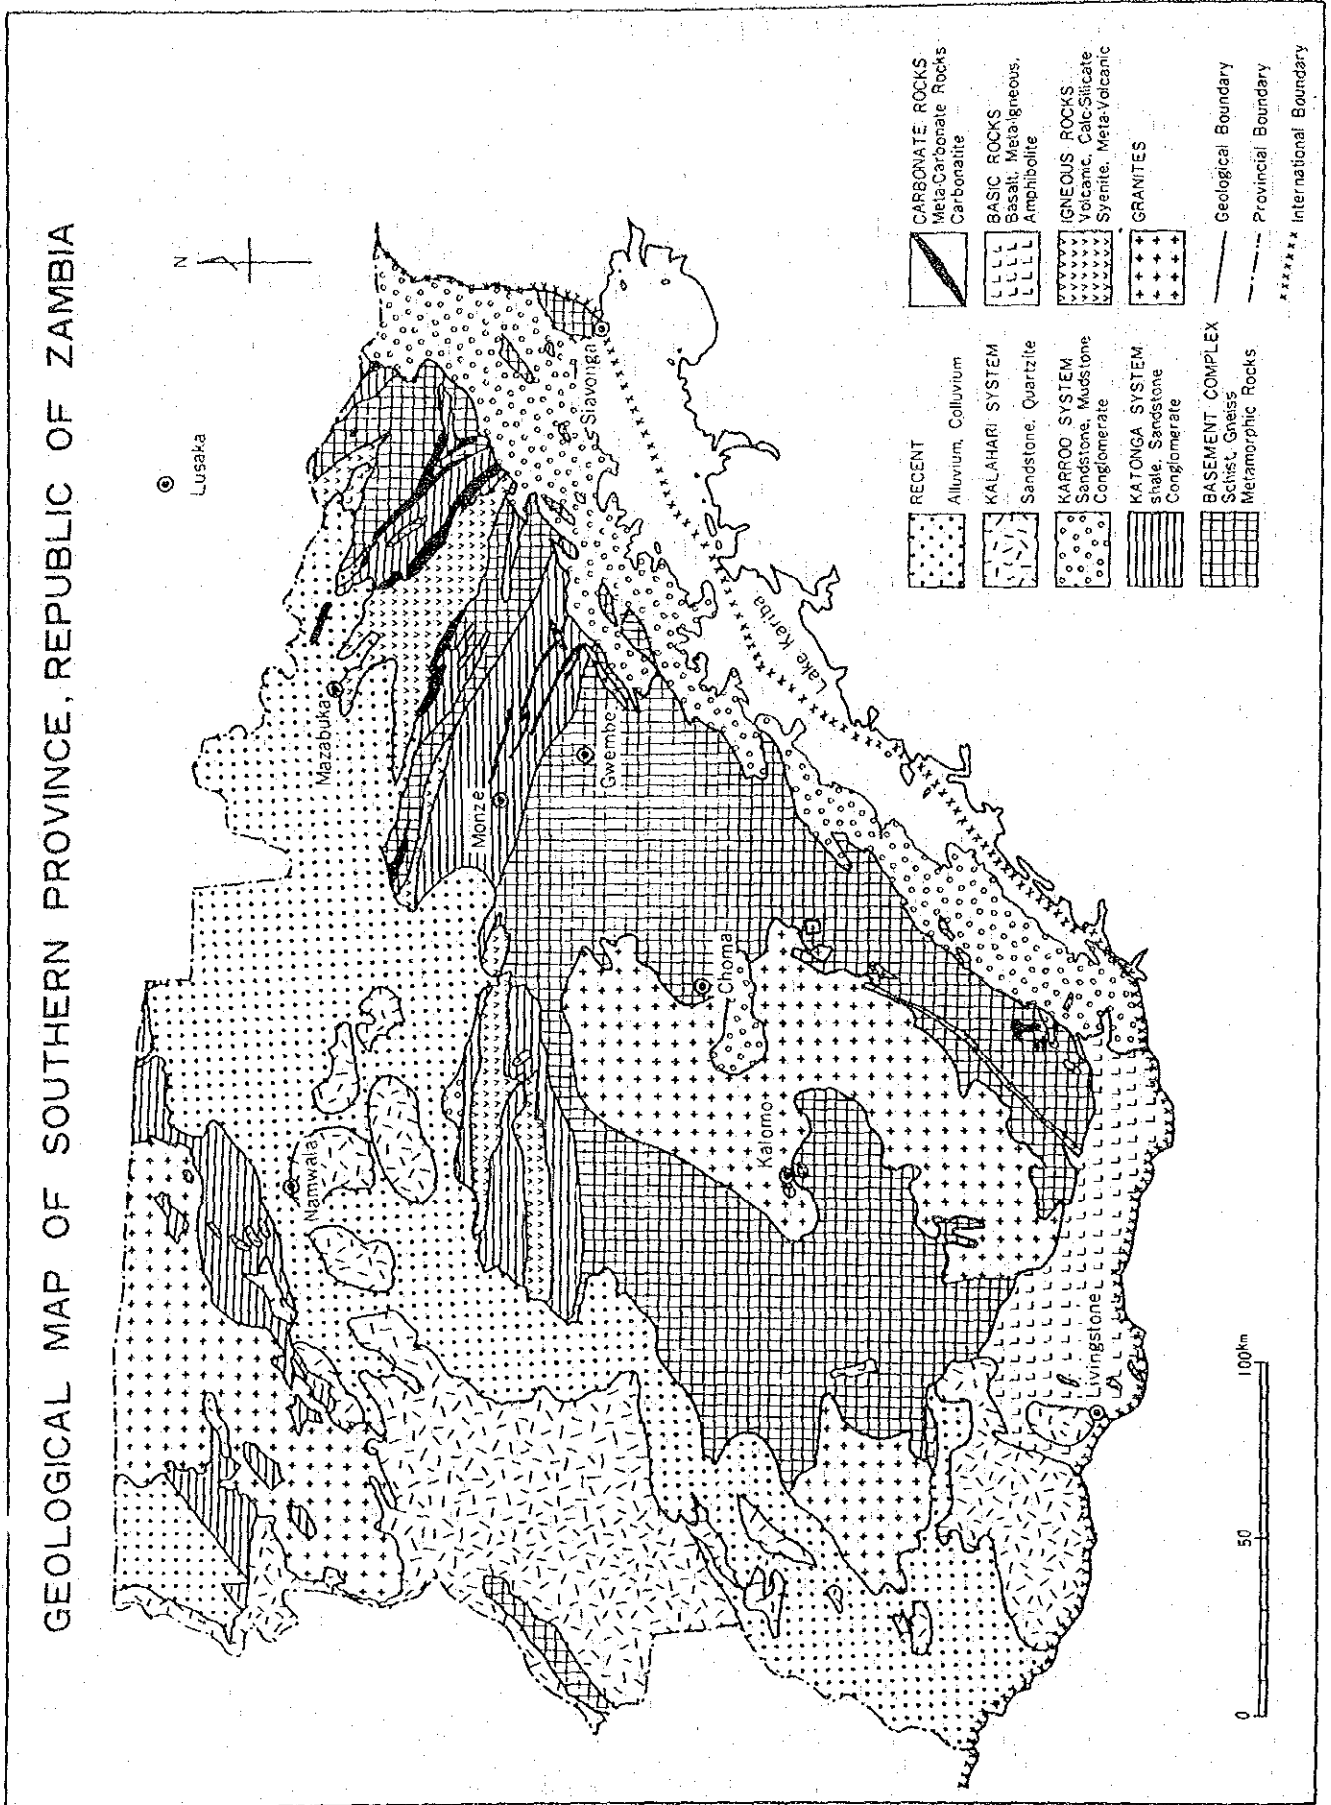 GEOLOGICAL MAP OF SOUTHERN PROVINCE, REPUBLIC OF ZAMBIA
N
Lusaka
Mazabuka
Namwala
Monze
Siavonga
Gwembe
Choma
Kalomo
Lake Kariba
Livingstone
0 50 100km
RECENT
Alluvium, Colluvium
KALAHARI SYSTEM
Sandstone, Quartzite
KARROO SYSTEM
Sandstone, Mudstone
Conglomerate
KATONGA SYSTEM
shale, Sandstone
Conglomerate
BASEMENT COMPLEX
Schist, Gneiss
Metamorphic Rocks
CARBONATE ROCKS
Meta-Carbonate Rocks
Carbonatite
BASIC ROCKS
Basalt, Meta-Igneous,
Amphibolite
IGNEOUS ROCKS
Volcanic, Calc-Silicate
Syenite, Meta-Volcanic
GRANITES
Geological Boundary
Provincial Boundary
International Boundary